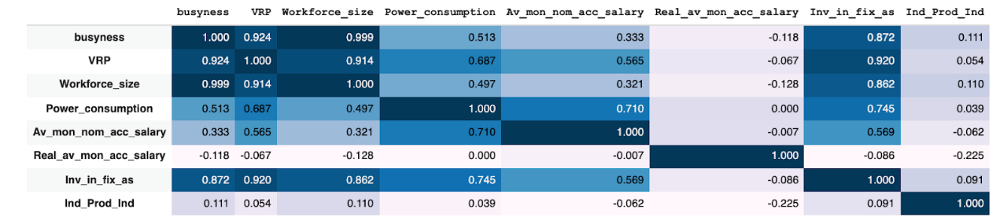 busyness VRP Workforce_size Power_consumption Av_mon_nom_acc_salary Real_av_mon_acc_salary Inv_in_fix_as Ind_Prod_Ind
busyness 1.000 0.924 0.999 0.513 0.333 -0.118 0.872 0.111
VRP 0.924 1.000 0.914 0.687 0.565 -0.067 0.920 0.054
Workforce_size 0.999 0.914 1.000 0.497 0.321 -0.128 0.862 0.110
Power_consumption 0.513 0.687 0.497 1.000 0.710 0.000 0.745 0.039
Av_mon_nom_acc_salary 0.333 0.565 0.321 0.710 1.000 -0.007 0.569 -0.062
Real_av_mon_acc_salary -0.118 -0.067 -0.128 0.000 -0.007 1.000 -0.086 -0.225
Inv_in_fix_as 0.872 0.920 0.862 0.745 0.569 -0.086 1.000 0.091
Ind_Prod_Ind 0.111 0.054 0.110 0.039 -0.062 -0.225 0.091 1.000